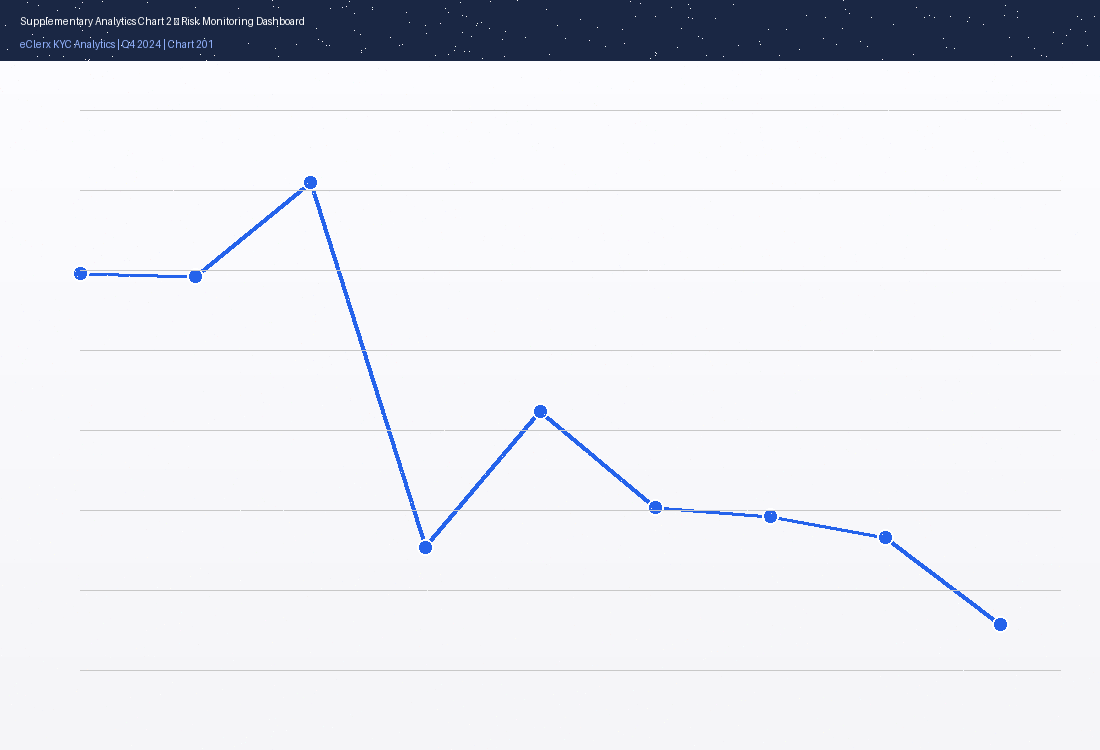 Supplementary Analytics Chart 2 ▯ Risk Monitoring Dashboard
eClerx KYC Analytics | Q4 2024 | Chart 201